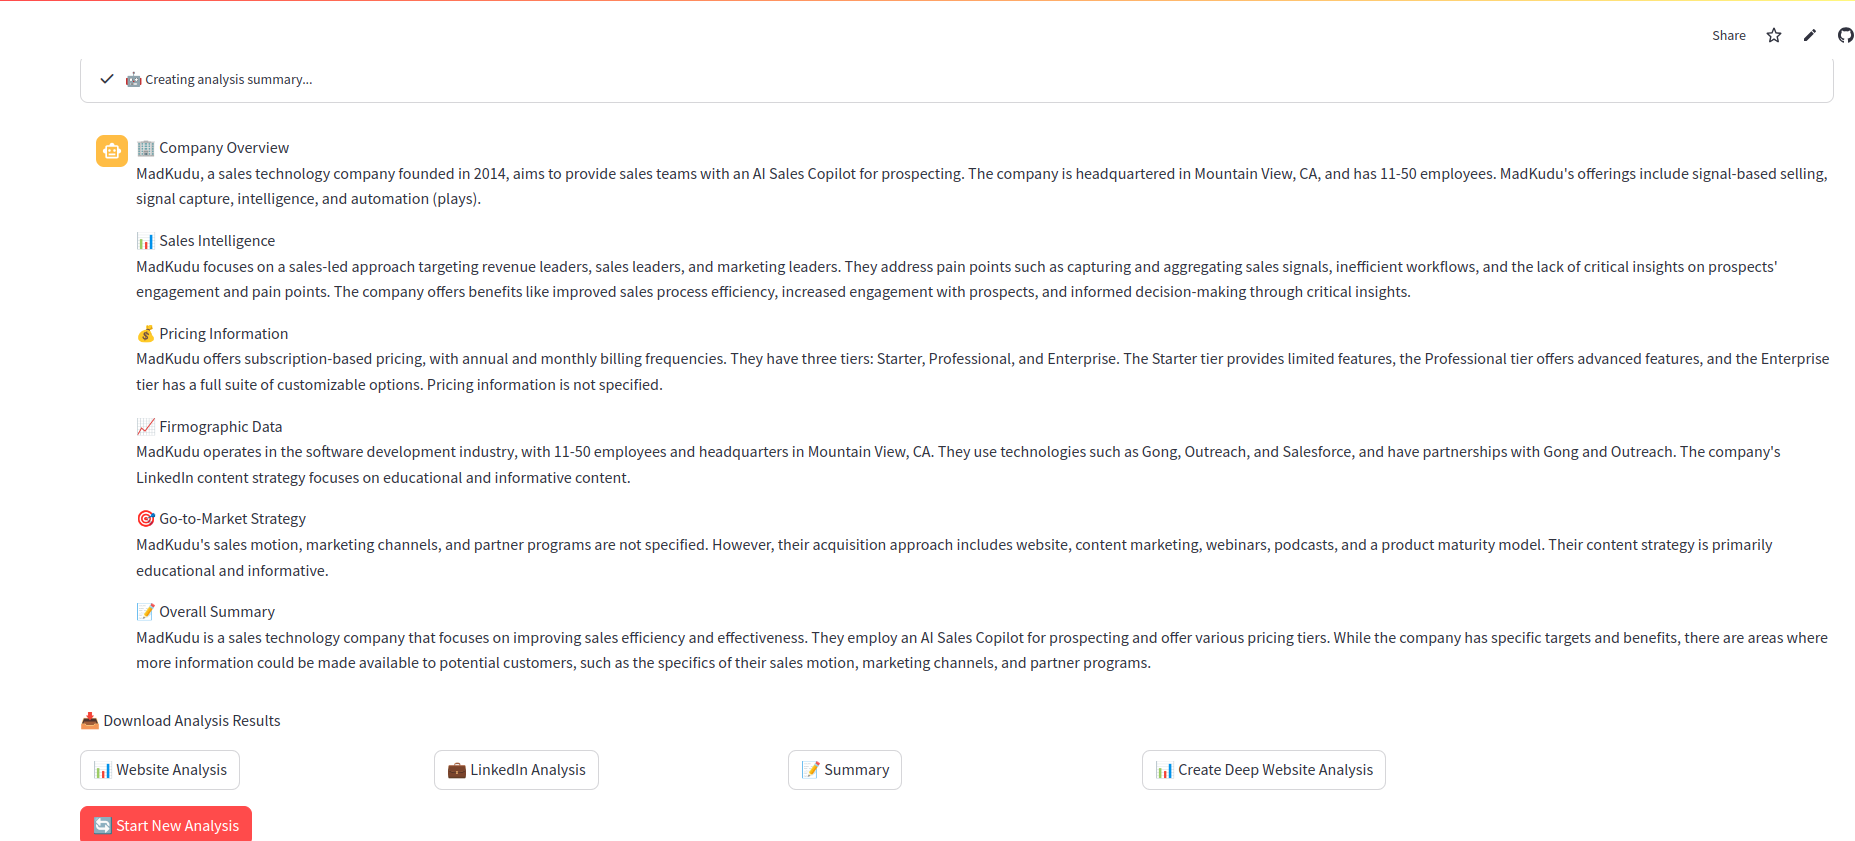 Share
Creating analysis summary...
Company Overview
MadKudu, a sales technology company founded in 2014, aims to provide sales teams with an AI Sales Copilot for prospecting. The company is headquartered in Mountain View, CA, and has 11-50 employees. MadKudu's offerings include signal-based selling,
signal capture, intelligence, and automation (plays).
Sales Intelligence
MadKudu focuses on a sales-led approach targeting revenue leaders, sales leaders, and marketing leaders. They address pain points such as capturing and aggregating sales signals, inefficient workflows, and the lack of critical insights on prospects'
engagement and pain points. The company offers benefits like improved sales process efficiency, increased engagement with prospects, and informed decision-making through critical insights.
Pricing Information
MadKudu offers subscription-based pricing, with annual and monthly billing frequencies. They have three tiers: Starter, Professional, and Enterprise. The Starter tier provides limited features, the Professional tier offers advanced features, and the Enterprise
tier has a full suite of customizable options. Pricing information is not specified.
Firmographic Data
MadKudu operates in the software development industry, with 11-50 employees and headquarters in Mountain View, CA. They use technologies such as Gong, Outreach, and Salesforce, and have partnerships with Gong and Outreach. The company's
LinkedIn content strategy focuses on educational and informative content.
Go-to-Market Strategy
MadKudu's sales motion, marketing channels, and partner programs are not specified. However, their acquisition approach includes website, content marketing, webinars, podcasts, and a product maturity model. Their content strategy is primarily
educational and informative.
Overall Summary
MadKudu is a sales technology company that focuses on improving sales efficiency and effectiveness. They employ an AI Sales Copilot for prospecting and offer various pricing tiers. While the company has specific targets and benefits, there are areas where
more information could be made available to potential customers, such as the specifics of their sales motion, marketing channels, and partner programs.
Download Analysis Results
Website Analysis
LinkedIn Analysis
Summary
Create Deep Website Analysis
Start New Analysis